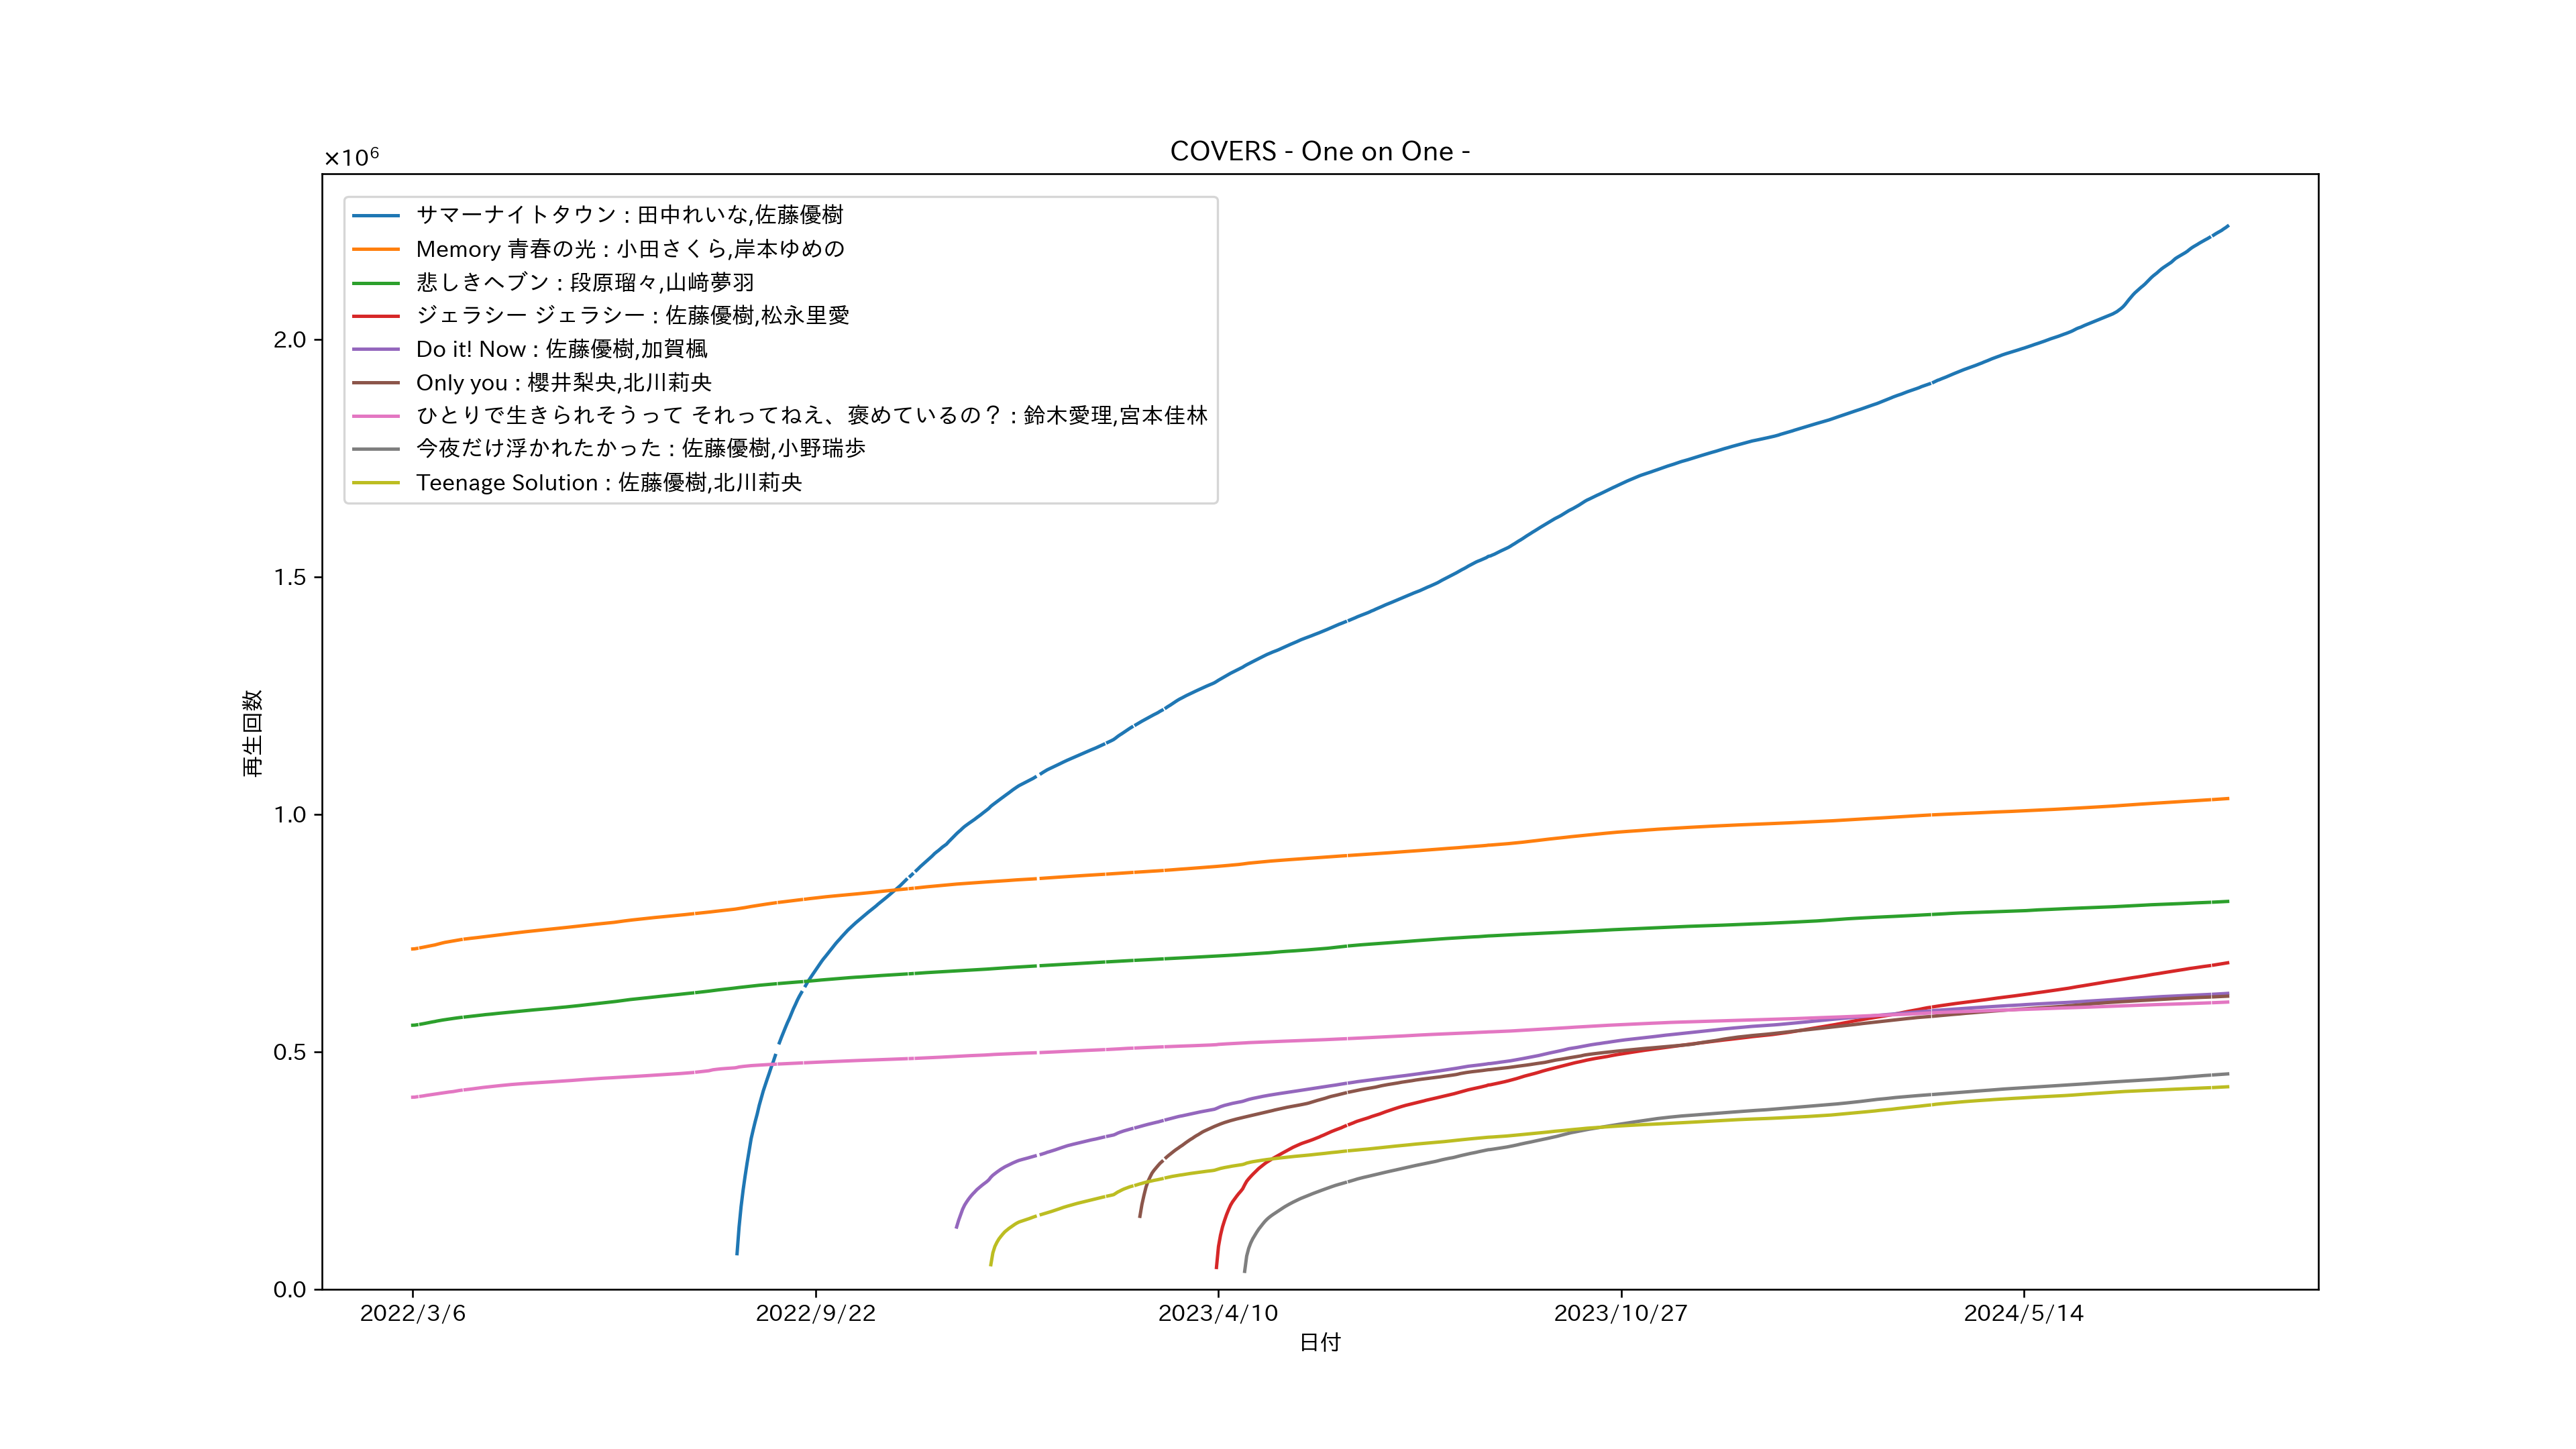 COVERS - One on One -
×10⁶
サマーナイトタウン : 田中れいな,佐藤優樹
Memory 青春の光 : 小田さくら,岸本ゆめの
悲しきヘブン : 段原瑠々,山﨑夢羽
ジェラシー ジェラシー : 佐藤優樹,松永里愛
Do it! Now : 佐藤優樹,加賀楓
Only you : 櫻井梨央,北川莉央
ひとりで生きられそうって それってねえ、褒めているの？ : 鈴木愛理,宮本佳林
今夜だけ浮かれたかった : 佐藤優樹,小野瑞歩
Teenage Solution : 佐藤優樹,北川莉央
2.0
1.5
1.0
0.5
0.0
再生回数
2022/3/6
2022/9/22
2023/4/10
2023/10/27
2024/5/14
日付